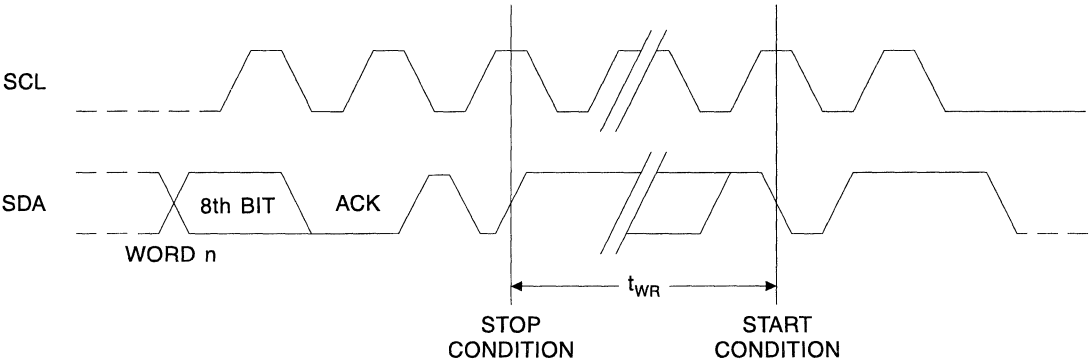 SCL
SDA
8th BIT
ACK
WORD n
tWR
STOP
CONDITION
START
CONDITION